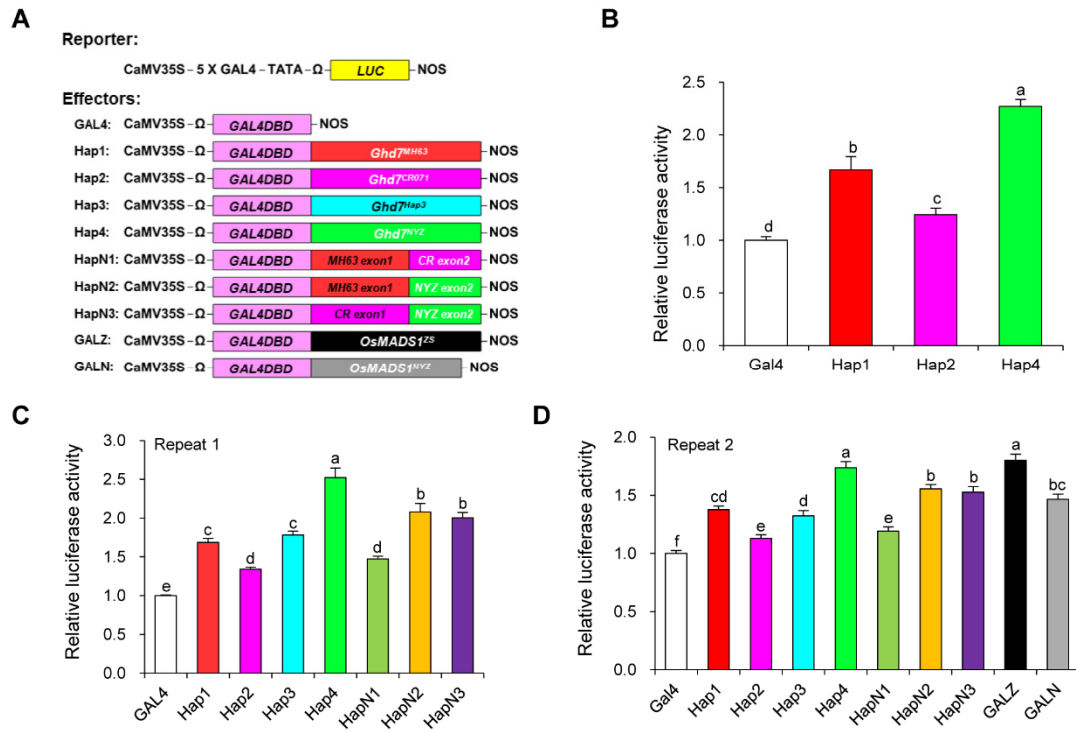 A
Reporter:
CaMV35S – 5 X GAL4 – TATA – Ω – LUC – NOS
Effectors:
GAL4: CaMV35S – Ω – GAL4DBD – NOS
Hap1: CaMV35S – Ω – GAL4DBD Ghd7MH63 – NOS
Hap2: CaMV35S – Ω – GAL4DBD Ghd7CR071 – NOS
Hap3: CaMV35S – Ω – GAL4DBD Ghd7Hap3 – NOS
Hap4: CaMV35S – Ω – GAL4DBD Ghd7NYZ – NOS
HapN1: CaMV35S – Ω – GAL4DBD MH63 exon1 CR exon2 – NOS
HapN2: CaMV35S – Ω – GAL4DBD MH63 exon1 NYZ exon2 – NOS
HapN3: CaMV35S – Ω – GAL4DBD CR exon1 NYZ exon2 – NOS
GALZ: CaMV35S – Ω – GAL4DBD OsMADS1ZS – NOS
GALN: CaMV35S – Ω – GAL4DBD OsMADS1NYZ – NOS
B
Relative luciferase activity
2.5
2.0
1.5
1.0
0.5
0.0
d b c a
Gal4 Hap1 Hap2 Hap4
C
Repeat 1
Relative luciferase activity
3.0
2.5
2.0
1.5
1.0
0.5
0.0
e c d c a d b b
GAL4 Hap1 Hap2 Hap3 Hap4 HapN1 HapN2 HapN3
D
Repeat 2
Relative luciferase activity
2.0
1.5
1.0
0.5
0.0
f cd e d a e b b a bc
Gal4 Hap1 Hap2 Hap3 Hap4 HapN1 HapN2 HapN3 GALZ GALN